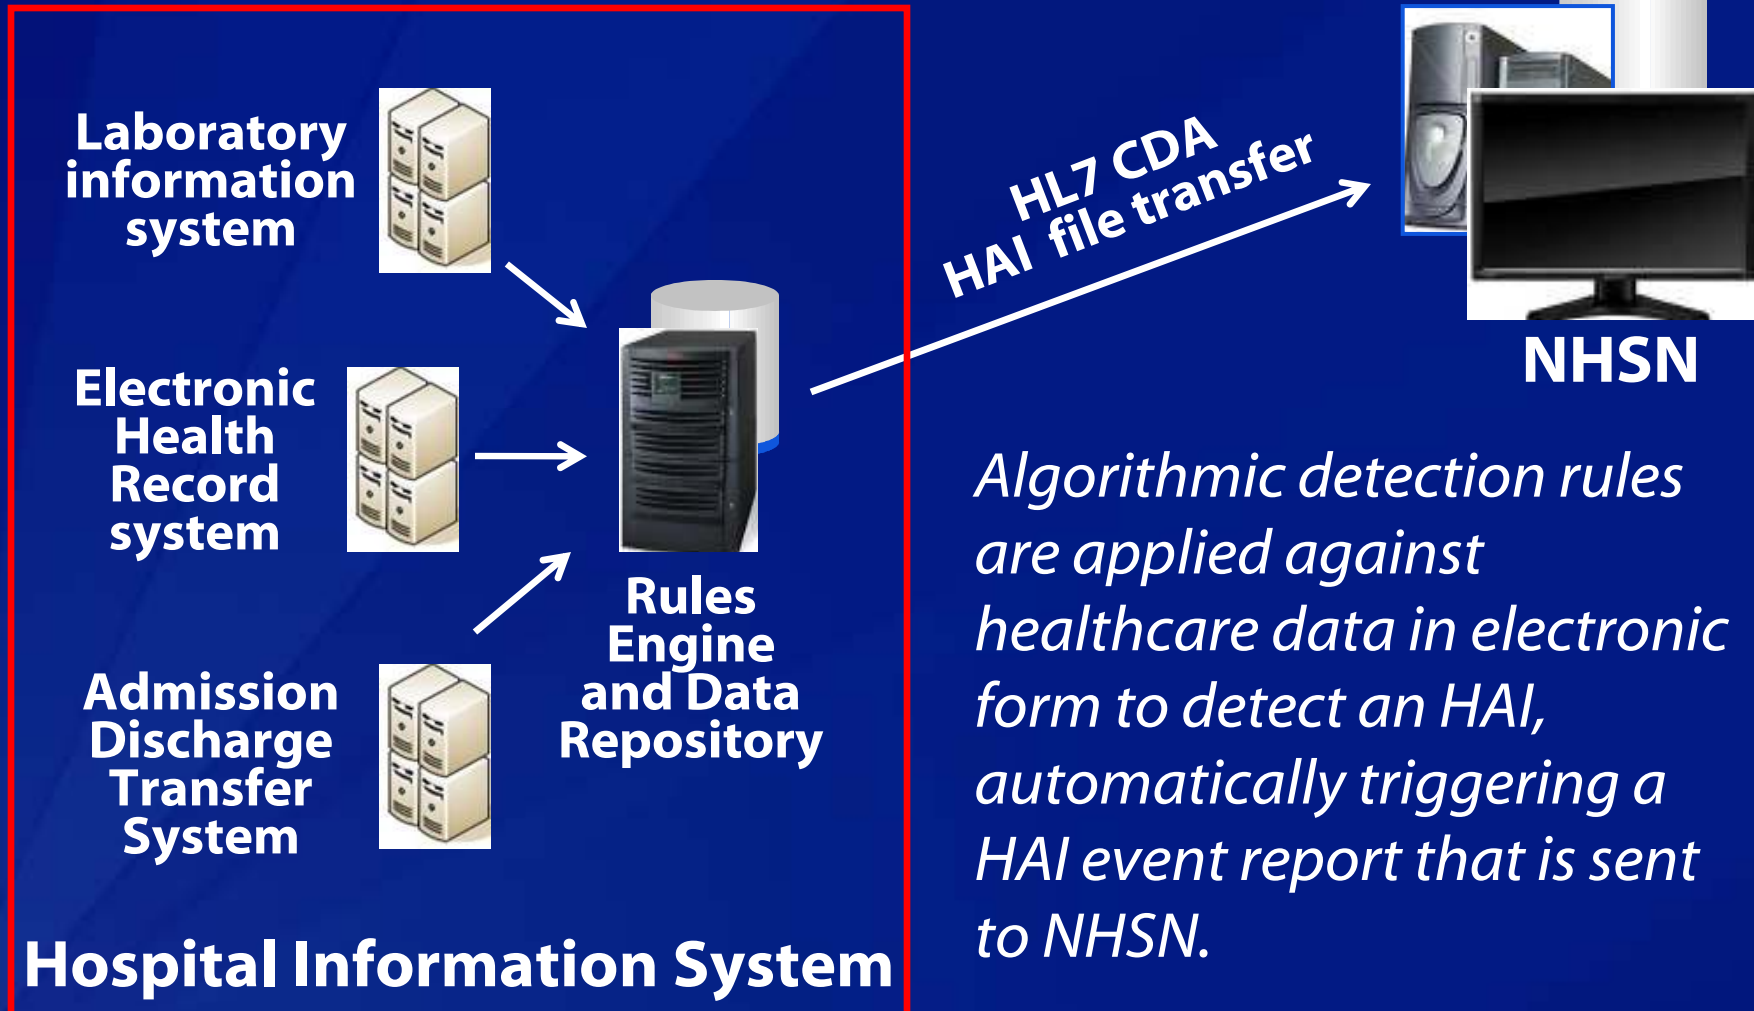 Laboratory
information
system
Electronic
Health
Record
system
Admission
Discharge
Transfer
System
Rules
Engine
and Data
Repository
Hospital Information System
HL7 CDA
HAI file transfer
NHSN
Algorithmic detection rules
are applied against
healthcare data in electronic
form to detect an HAI,
automatically triggering a
HAI event report that is sent
to NHSN.